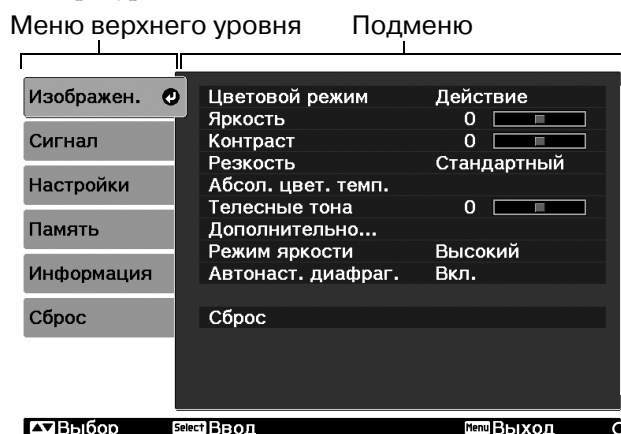 Меню верхнего уровня Подменю
Изображен.
Сигнал
Настройки
Память
Информация
Сброс
Цветовой режим Действие
Яркость 0
Контраст 0
Резкость Стандартный
Абсол. цвет. темп.
Телесные тона 0
Дополнительно...
Режим яркости Высокий
Автонаст. диафраг. Вкл.
Сброс
Выбор Select Ввод Menu Выход